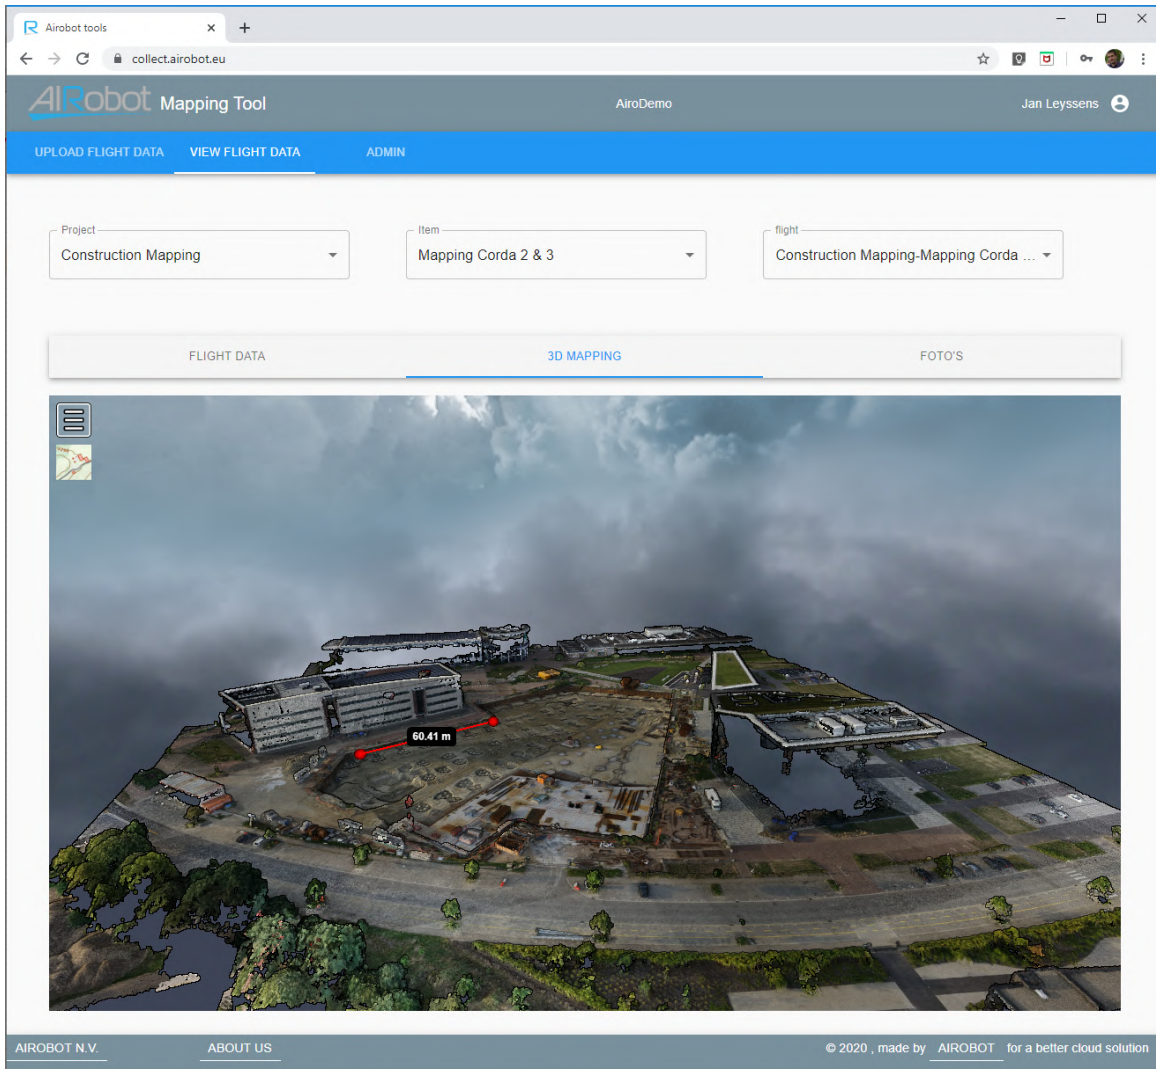 Airobot tools
collect.airobot.eu
AIRobot Mapping Tool
AiroDemo
Jan Leyssens
UPLOAD FLIGHT DATA
VIEW FLIGHT DATA
ADMIN
Project
Construction Mapping
Item
Mapping Corda 2 & 3
flight
Construction Mapping-Mapping Corda ...
FLIGHT DATA
3D MAPPING
FOTO'S
60.41 m
AIROBOT N.V.
ABOUT US
© 2020 , made by AIROBOT for a better cloud solution